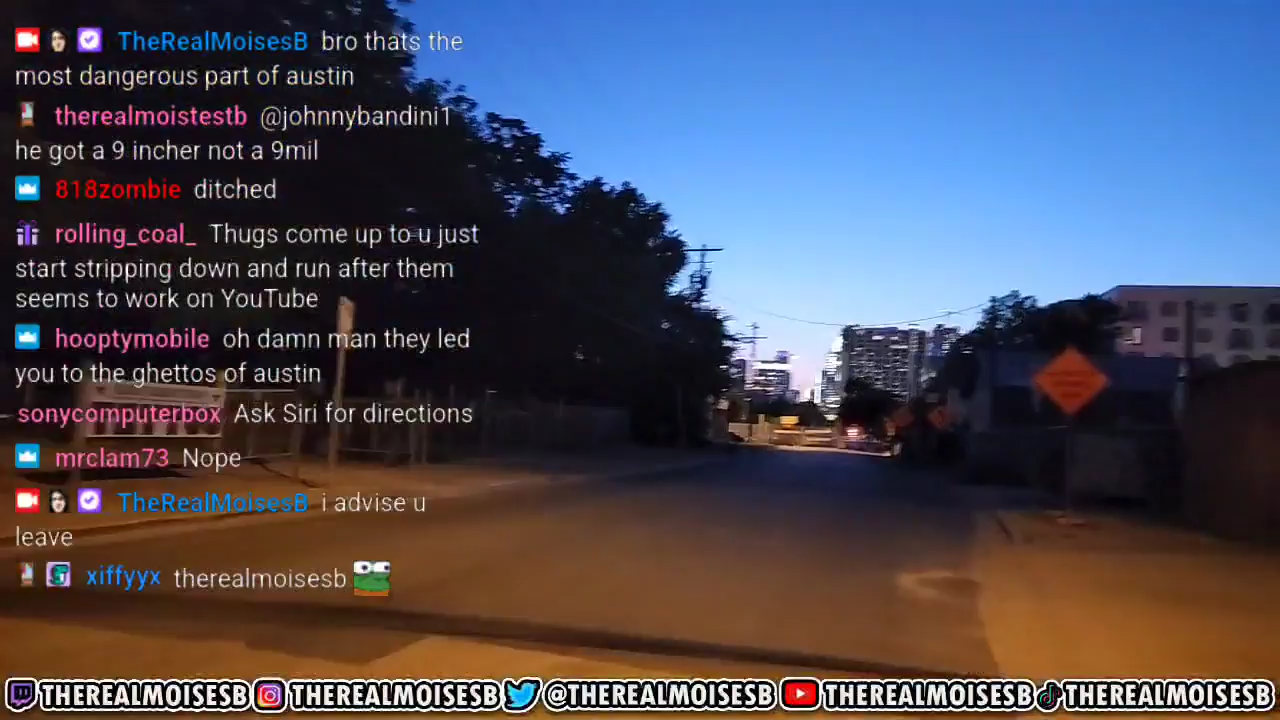 TheRealMoisesB bro thats the
most dangerous part of austin
therealmoistestb @johnnybandini1
he got a 9 incher not a 9mil
818zombie ditched
rolling_coal_ Thugs come up to u just
start stripping down and run after them
seems to work on YouTube
hooptymobile oh damn man they led
you to the ghettos of austin
sonycomputerbox Ask Siri for directions
mrclam73 Nope
TheRealMoisesB i advise u
leave
xiffyyx therealmoisesb
THEREALMOISESB THEREALMOISESB @THEREALMOISESB THEREALMOISESB THEREALMOISESB